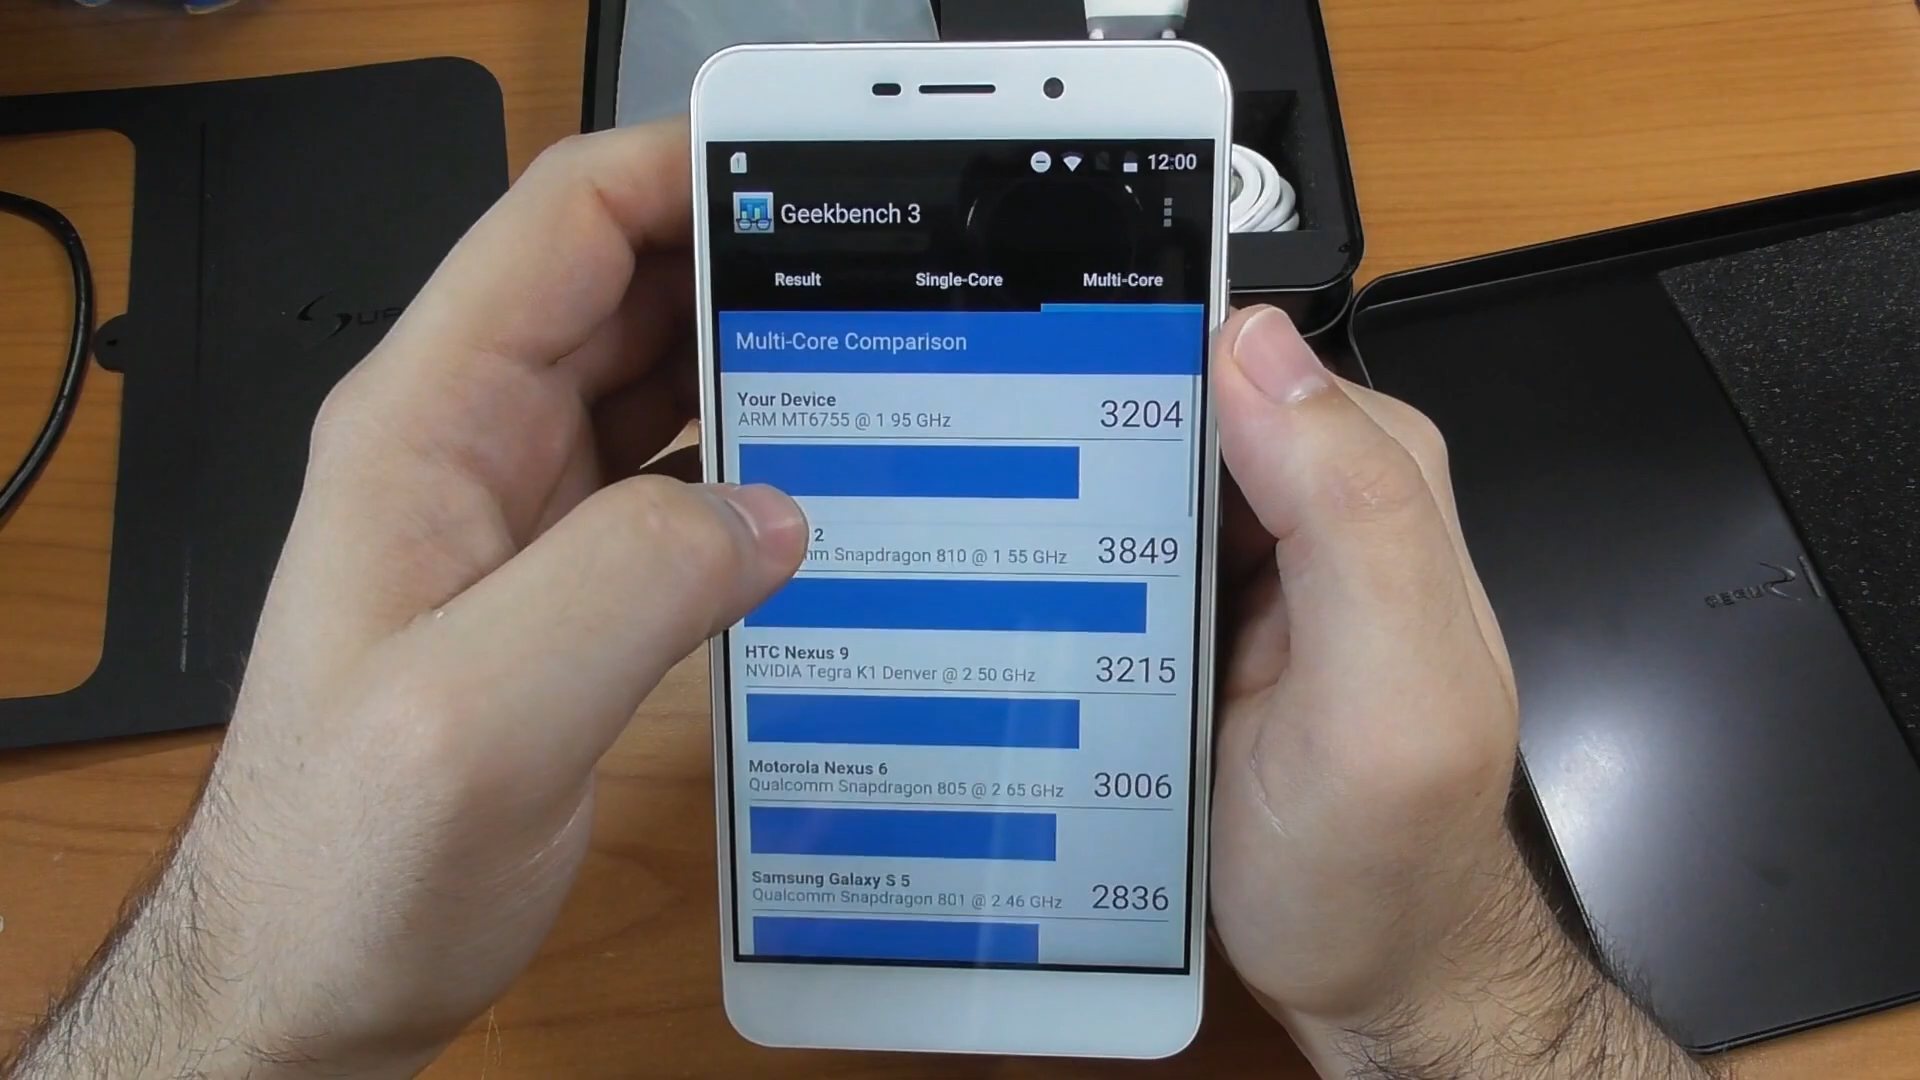 1
12:00
Geekbench 3
Result Single-Core Multi-Core
Multi-Core Comparison
Your Device
ARM MT6755 @ 1 95 GHz 3204
2
Snapdragon 810 @ 1 55 GHz 3849
HTC Nexus 9
NVIDIA Tegra K1 Denver @ 2 50 GHz 3215
Motorola Nexus 6
Qualcomm Snapdragon 805 @ 2 65 GHz 3006
Samsung Galaxy S 5
Qualcomm Snapdragon 801 @ 2 46 GHz 2836